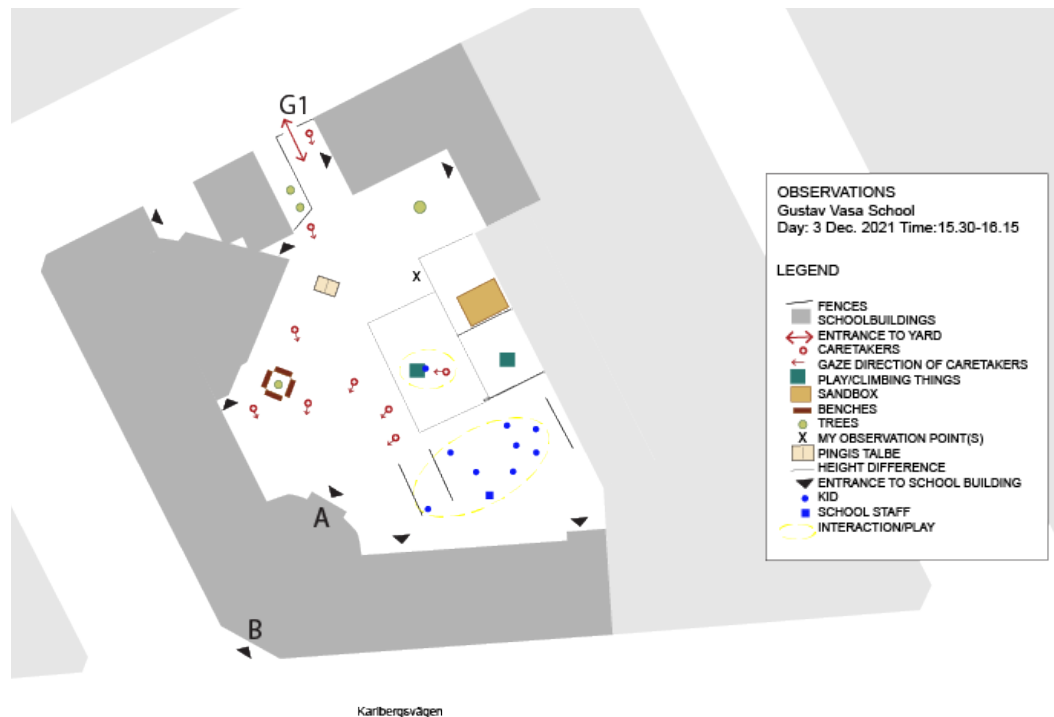 G1
X
A
B
Karlbergsvägen
OBSERVATIONS
Gustav Vasa School
Day: 3 Dec. 2021 Time:15.30-16.15
LEGEND
FENCES
SCHOOLBUILDINGS
ENTRANCE TO YARD
CARETAKERS
GAZE DIRECTION OF CARETAKERS
PLAY/CLIMBING THINGS
SANDBOX
BENCHES
TREES
X MY OBSERVATION POINT(S)
PINGIS TALBE
HEIGHT DIFFERENCE
ENTRANCE TO SCHOOL BUILDING
KID
SCHOOL STAFF
INTERACTION/PLAY